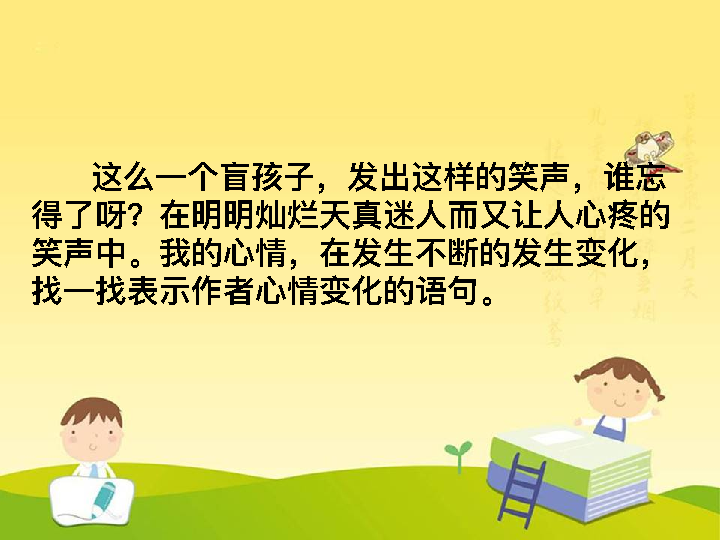 这么一个盲孩子，发出这样的笑声，谁忘
得了呀？在明明灿烂天真迷人而又让人心疼的
笑声中。我的心情，在发生不断的发生变化，
找一找表示作者心情变化的语句。